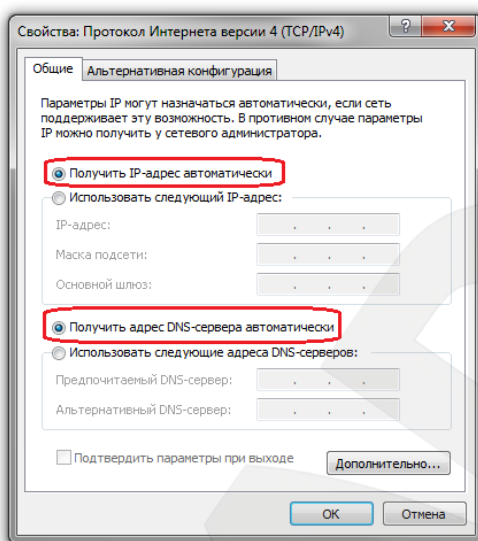 Свойства: Протокол Интернета версии 4 (TCP/IPv4)
Общие
Альтернативная конфигурация
Параметры IP могут назначаться автоматически, если сеть
поддерживает эту возможность. В противном случае параметры
IP можно получить у сетевого администратора.
Получить IP-адрес автоматически
Использовать следующий IP-адрес:
IP-адрес:
Маска подсети:
Основной шлюз:
Получить адрес DNS-сервера автоматически
Использовать следующие адреса DNS-серверов:
Предпочитаемый DNS-сервер:
Альтернативный DNS-сервер:
Подтвердить параметры при выходе
Дополнительно...
ОК
Отмена